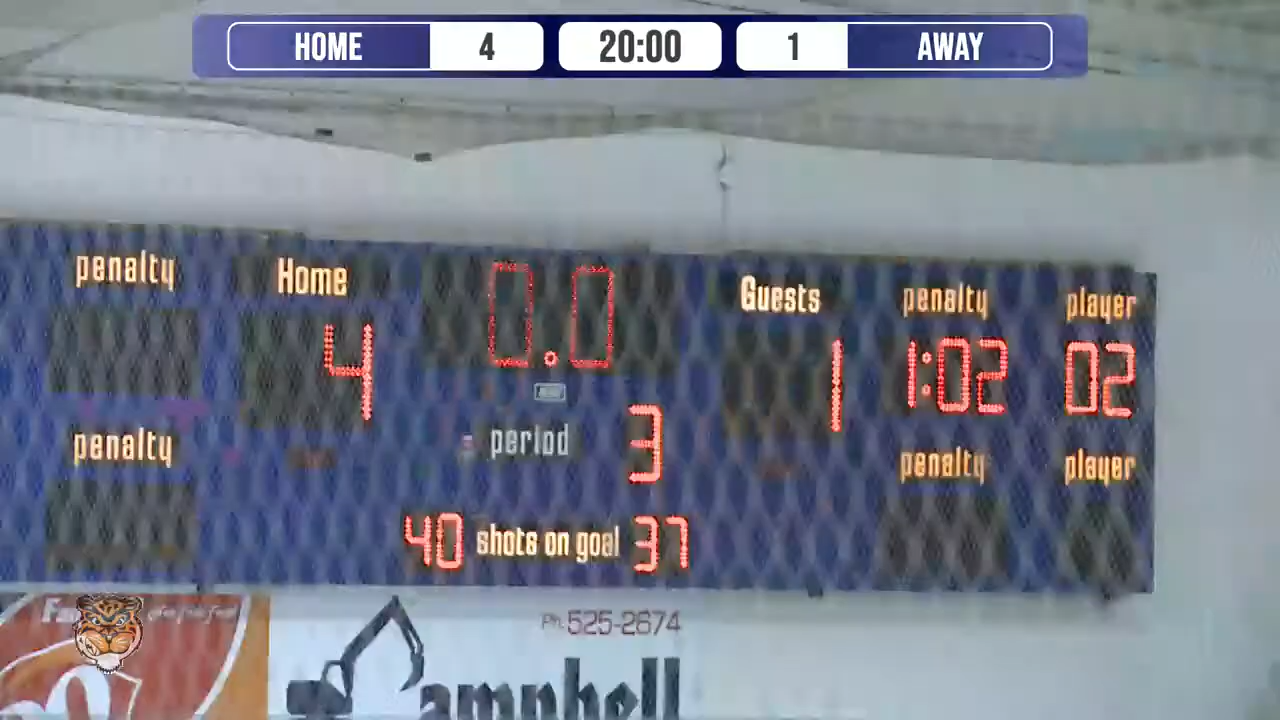 HOME 4 20:00 1 AWAY
penalty Home 0.0 Guests penalty player
4 1 1:02 02
period 3
penalty penalty player
40 shots on goal 37
Ph. 525-2674
ampbell